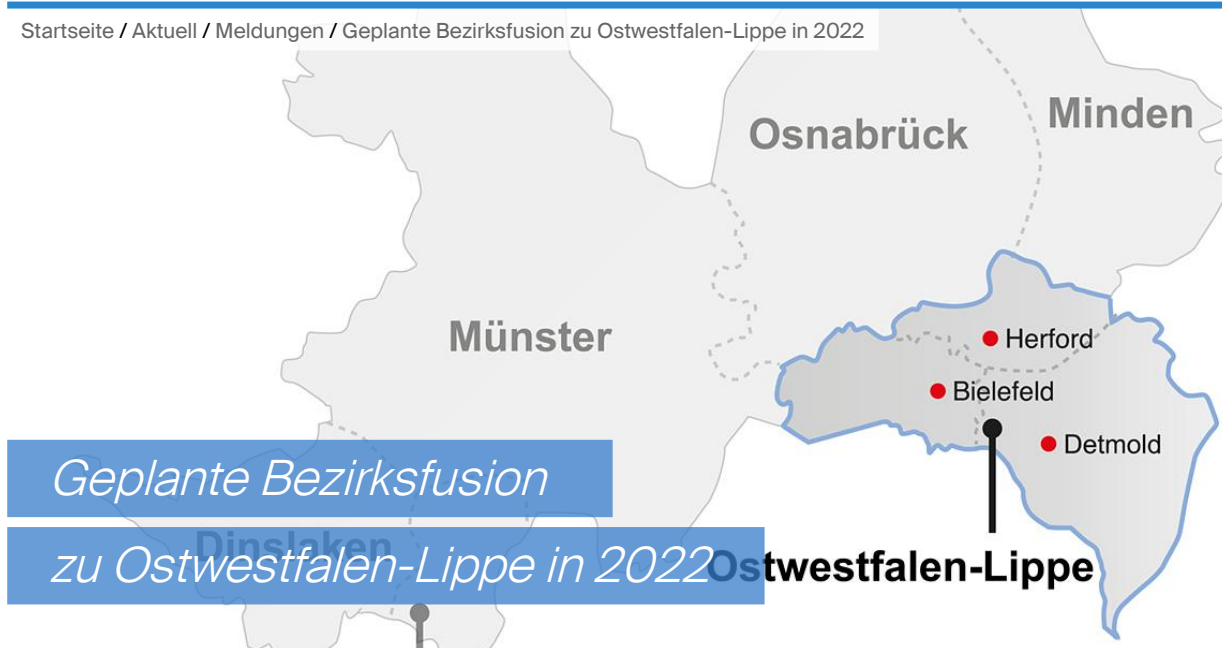 Startseite / Aktuell / Meldungen / Geplante Bezirksfusion zu Ostwestfalen-Lippe in 2022
Minden
Osnabrück
Münster
Herford
Bielefeld
Detmold
Geplante Bezirksfusion
Dinslaken
zu Ostwestfalen-Lippe in 2022
Ostwestfalen-Lippe